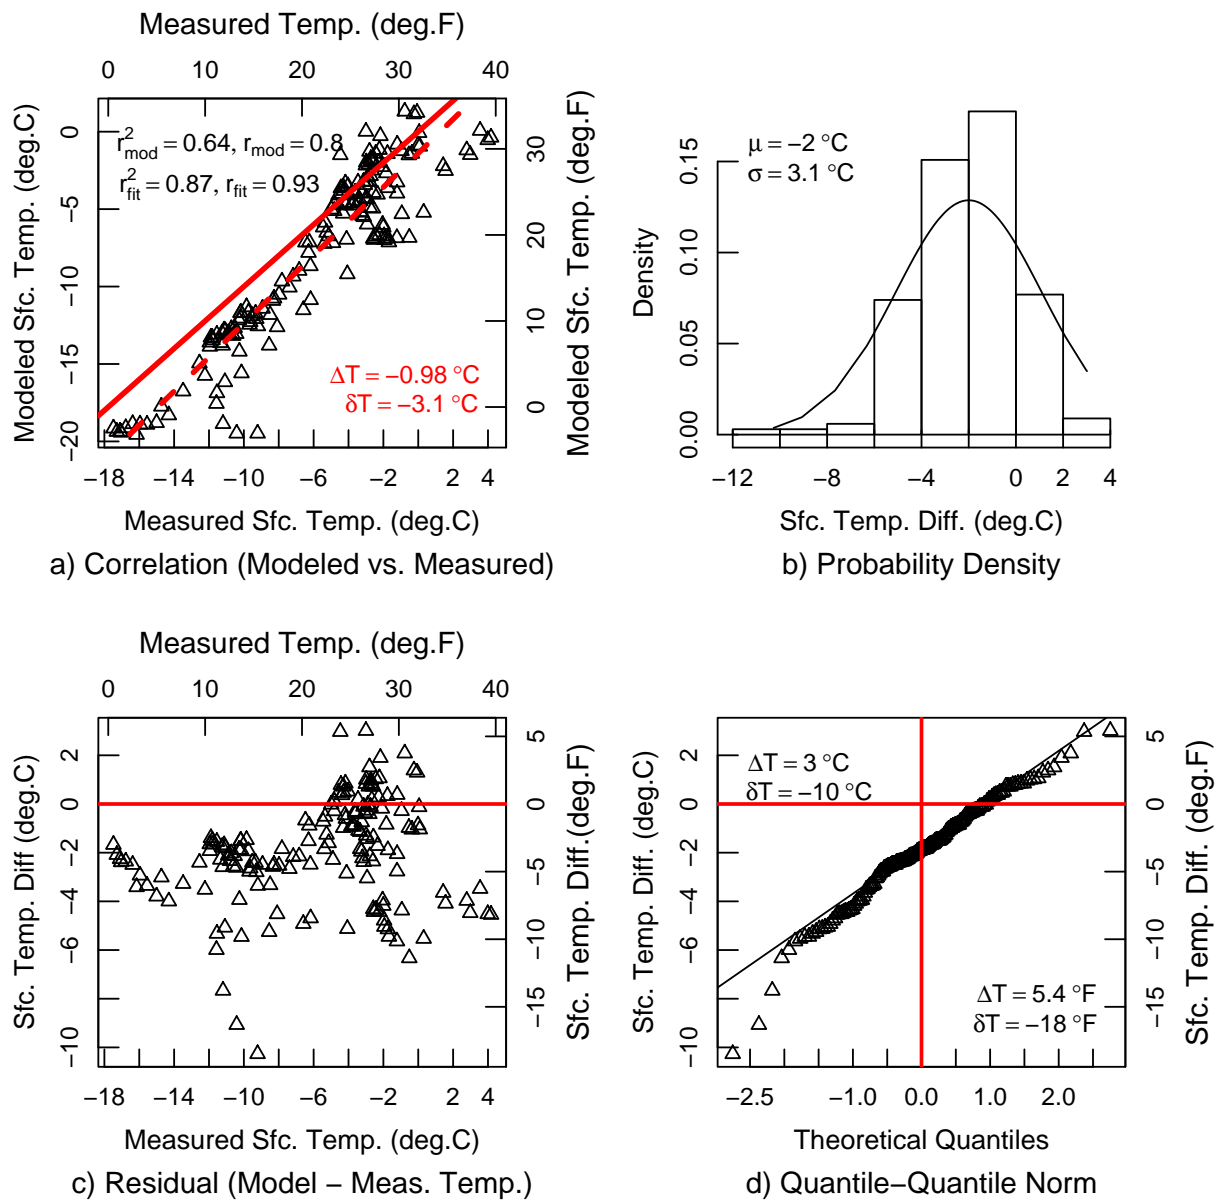 Measured Temp. (deg.F)
0 10 20 30 40
Modeled Sfc. Temp. (deg.C)
0 −5 −10 −15 −20
r²mod = 0.64, rmod = 0.8
r²fit = 0.87, rfit = 0.93
ΔT = −0.98 °C
δT = −3.1 °C
30 20 10 0
Modeled Sfc. Temp. (deg.F)
−18 −14 −10 −6 −2 2 4
Measured Sfc. Temp. (deg.C)
a) Correlation (Modeled vs. Measured)
Density
0.15 0.10 0.05 0.00
μ = −2 °C
σ = 3.1 °C
−12 −8 −4 0 4
Sfc. Temp. Diff. (deg.C)
b) Probability Density
Measured Temp. (deg.F)
0 10 20 30 40
Sfc. Temp. Diff (deg.C)
2 0 −2 −4 −6 −10
5 0 −5 −10 −15
Sfc. Temp. Diff.(deg.F)
−18 −14 −10 −6 −2 2 4
Measured Sfc. Temp. (deg.C)
c) Residual (Model − Meas. Temp.)
Sfc. Temp. Diff. (deg.C)
2 0 −2 −4 −6 −10
ΔT = 3 °C
δT = −10 °C
ΔT = 5.4 °F
δT = −18 °F
5 0 −5 −10 −15
Sfc. Temp. Diff. (deg.F)
−2.5 −1.0 0.0 1.0 2.0
Theoretical Quantiles
d) Quantile−Quantile Norm